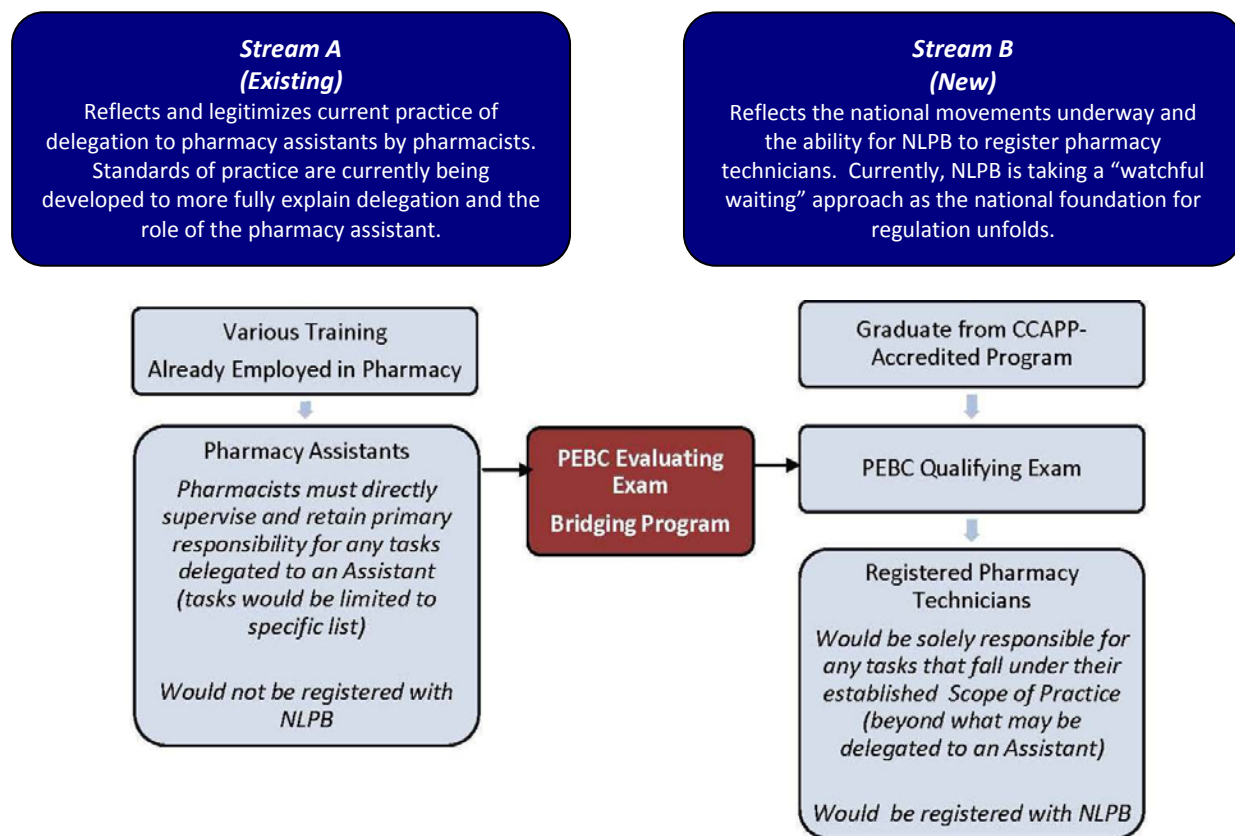 Stream A
(Existing)
Reflects and legitimizes current practice of
delegation to pharmacy assistants by pharmacists.
Standards of practice are currently being
developed to more fully explain delegation and the
role of the pharmacy assistant.
Stream B
(New)
Reflects the national movements underway and
the ability for NLPB to register pharmacy
technicians.  Currently, NLPB is taking a “watchful
waiting” approach as the national foundation for
regulation unfolds.
Various Training
Already Employed in Pharmacy
Pharmacy Assistants
Pharmacists must directly
supervise and retain primary
responsibility for any tasks
delegated to an Assistant
(tasks would be limited to
specific list)
Would not be registered with
NLPB
PEBC Evaluating
Exam
Bridging Program
Graduate from CCAPP-
Accredited Program
PEBC Qualifying Exam
Registered Pharmacy
Technicians
Would be solely responsible for
any tasks that fall under their
established  Scope of Practice
(beyond what may be
delegated to an Assistant)
Would  be registered with NLPB